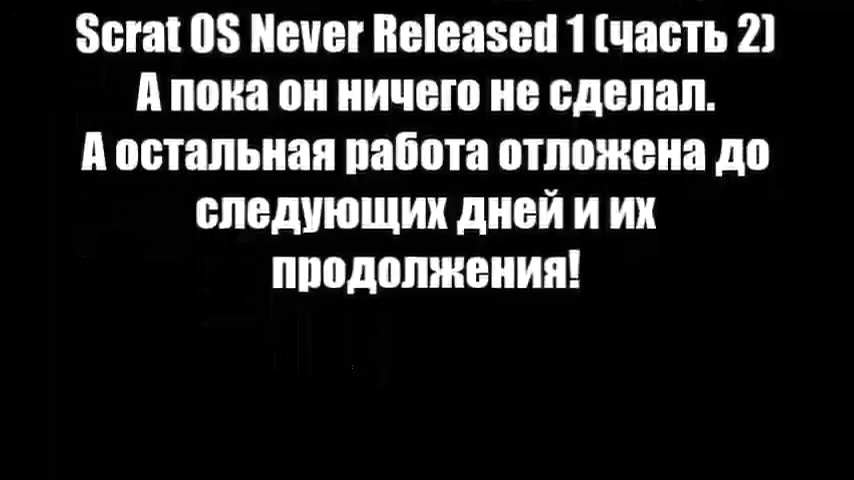 Scrat OS Never Released 1 (часть 2)
А пока он ничего не сделал.
А остальная работа отложена до
следующих дней и их
продолжения!